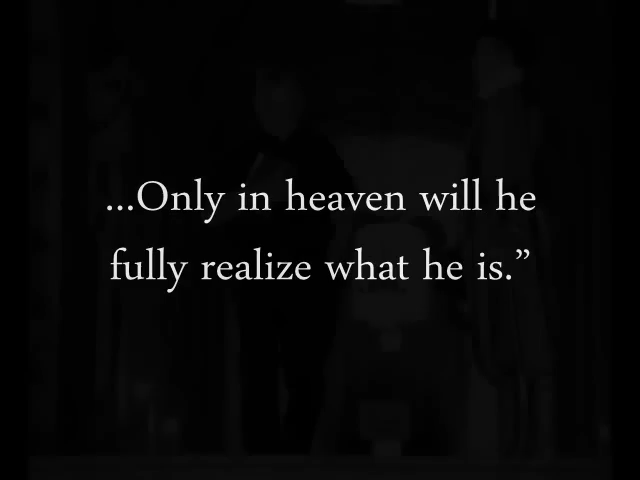 ...Only in heaven will he
fully realize what he is.”